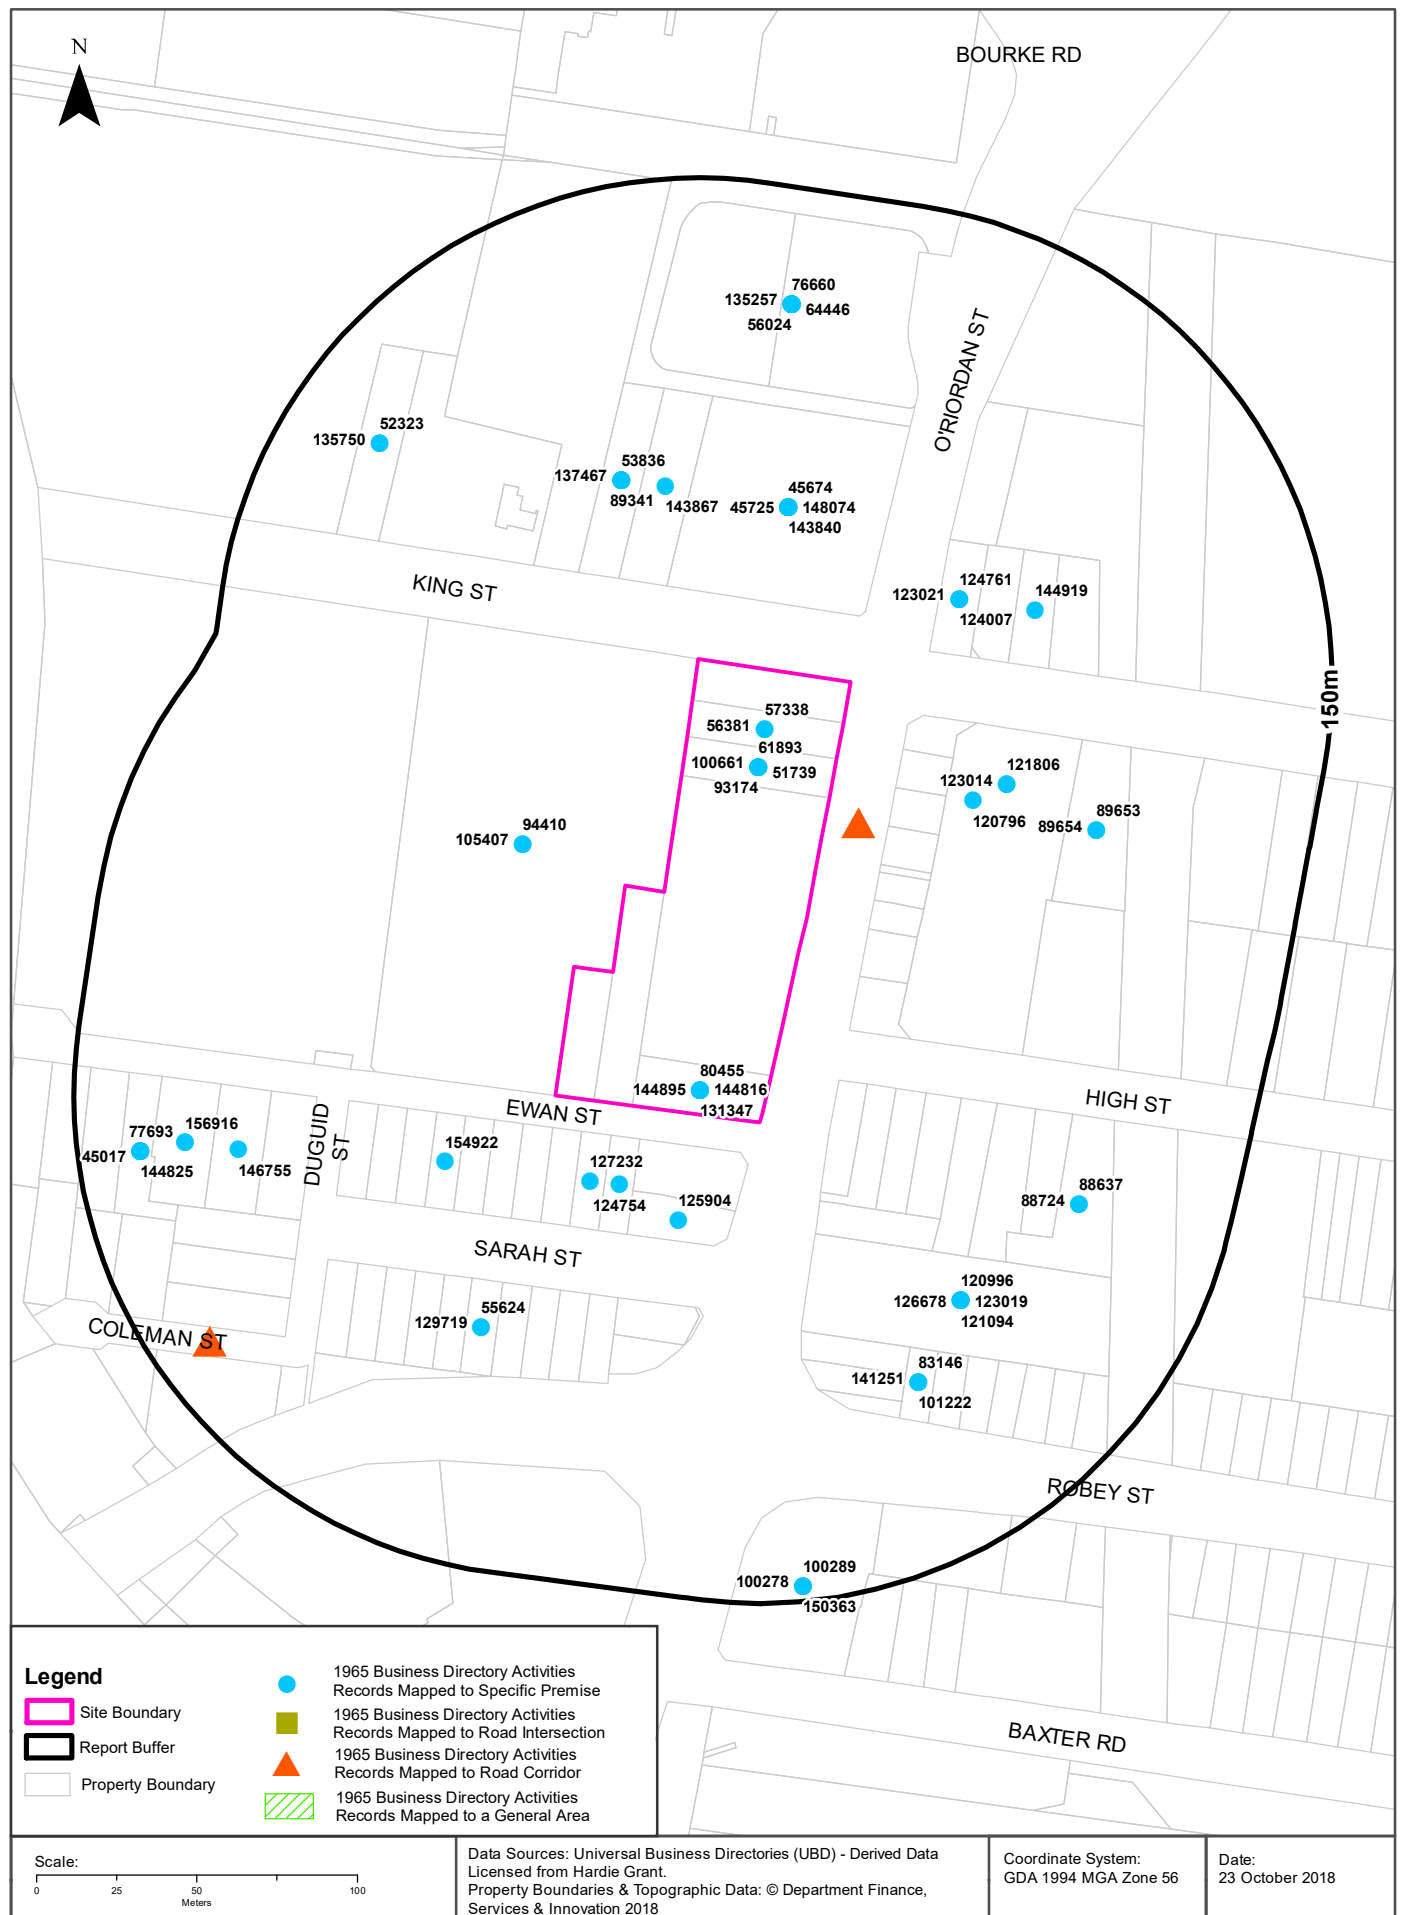 N
BOURKE RD
76660
135257
64446
56024
O'RIORDAN ST
52323
135750
53836
137467
89341
143867
45674
45725
148074
143840
KING ST
124761
123021
144919
124007
150m
57338
56381
61893
100661
51739
93174
121806
123014
120796
89653
89654
94410
105407
80455
144895
144816
131347
EWAN ST
HIGH ST
DUGUID
ST
77693
156916
45017
144825
146755
154922
127232
124754
125904
88637
88724
SARAH ST
120996
126678
123019
121094
55624
129719
COLEMAN ST
83146
141251
101222
ROBEY ST
100289
100278
150363
BAXTER RD
Legend
Site Boundary
Report Buffer
Property Boundary
1965 Business Directory Activities
Records Mapped to Specific Premise
1965 Business Directory Activities
Records Mapped to Road Intersection
1965 Business Directory Activities
Records Mapped to Road Corridor
1965 Business Directory Activities
Records Mapped to a General Area
Scale:
0 25 50 100
Meters
Data Sources: Universal Business Directories (UBD) - Derived Data
Licensed from Hardie Grant.
Property Boundaries & Topographic Data: © Department Finance,
Services & Innovation 2018
Coordinate System:
GDA 1994 MGA Zone 56
Date:
23 October 2018